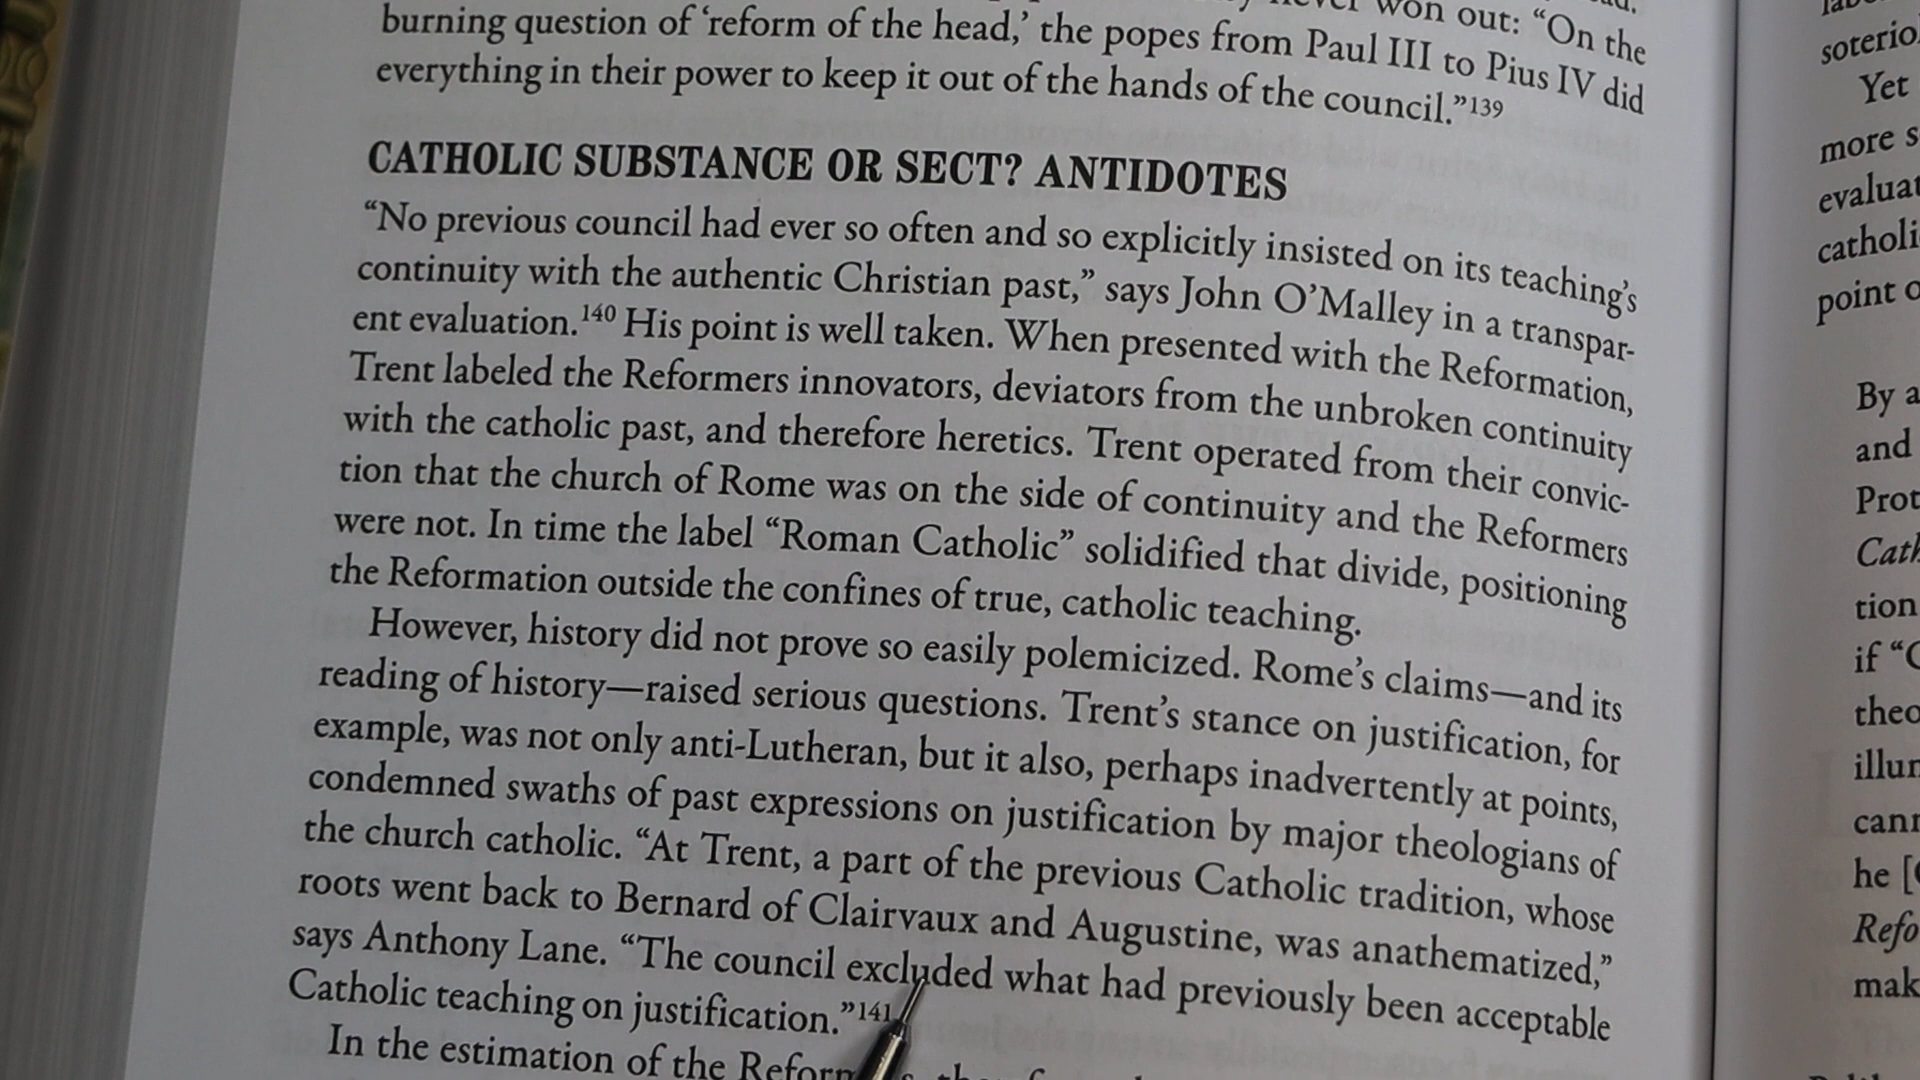 never won out: “On the
burning question of ‘reform of the head,’ the popes from Paul III to Pius IV did
everything in their power to keep it out of the hands of the council.”139
CATHOLIC SUBSTANCE OR SECT? ANTIDOTES
“No previous council had ever so often and so explicitly insisted on its teaching’s
continuity with the authentic Christian past,” says John O’Malley in a transpar-
ent evaluation.140 His point is well taken. When presented with the Reformation,
Trent labeled the Reformers innovators, deviators from the unbroken continuity
with the catholic past, and therefore heretics. Trent operated from their convic-
tion that the church of Rome was on the side of continuity and the Reformers
were not. In time the label “Roman Catholic” solidified that divide, positioning
the Reformation outside the confines of true, catholic teaching.
However, history did not prove so easily polemicized. Rome’s claims—and its
reading of history—raised serious questions. Trent’s stance on justification, for
example, was not only anti-Lutheran, but it also, perhaps inadvertently at points,
condemned swaths of past expressions on justification by major theologians of
the church catholic. “At Trent, a part of the previous Catholic tradition, whose
roots went back to Bernard of Clairvaux and Augustine, was anathematized,”
says Anthony Lane. “The council excluded what had previously been acceptable
Catholic teaching on justification.”141
In the estimation of the
Yet
more
point
By a
and
tion
if
he